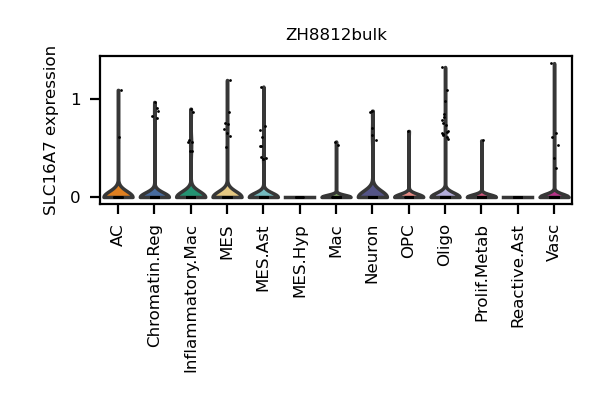 ZH8812bulk
SLC16A7 expression
1
0
AC
Chromatin.Reg
Inflammatory.Mac
MES
MES.Ast
MES.Hyp
Mac
Neuron
OPC
Oligo
Prolif.Metab
Reactive.Ast
Vasc